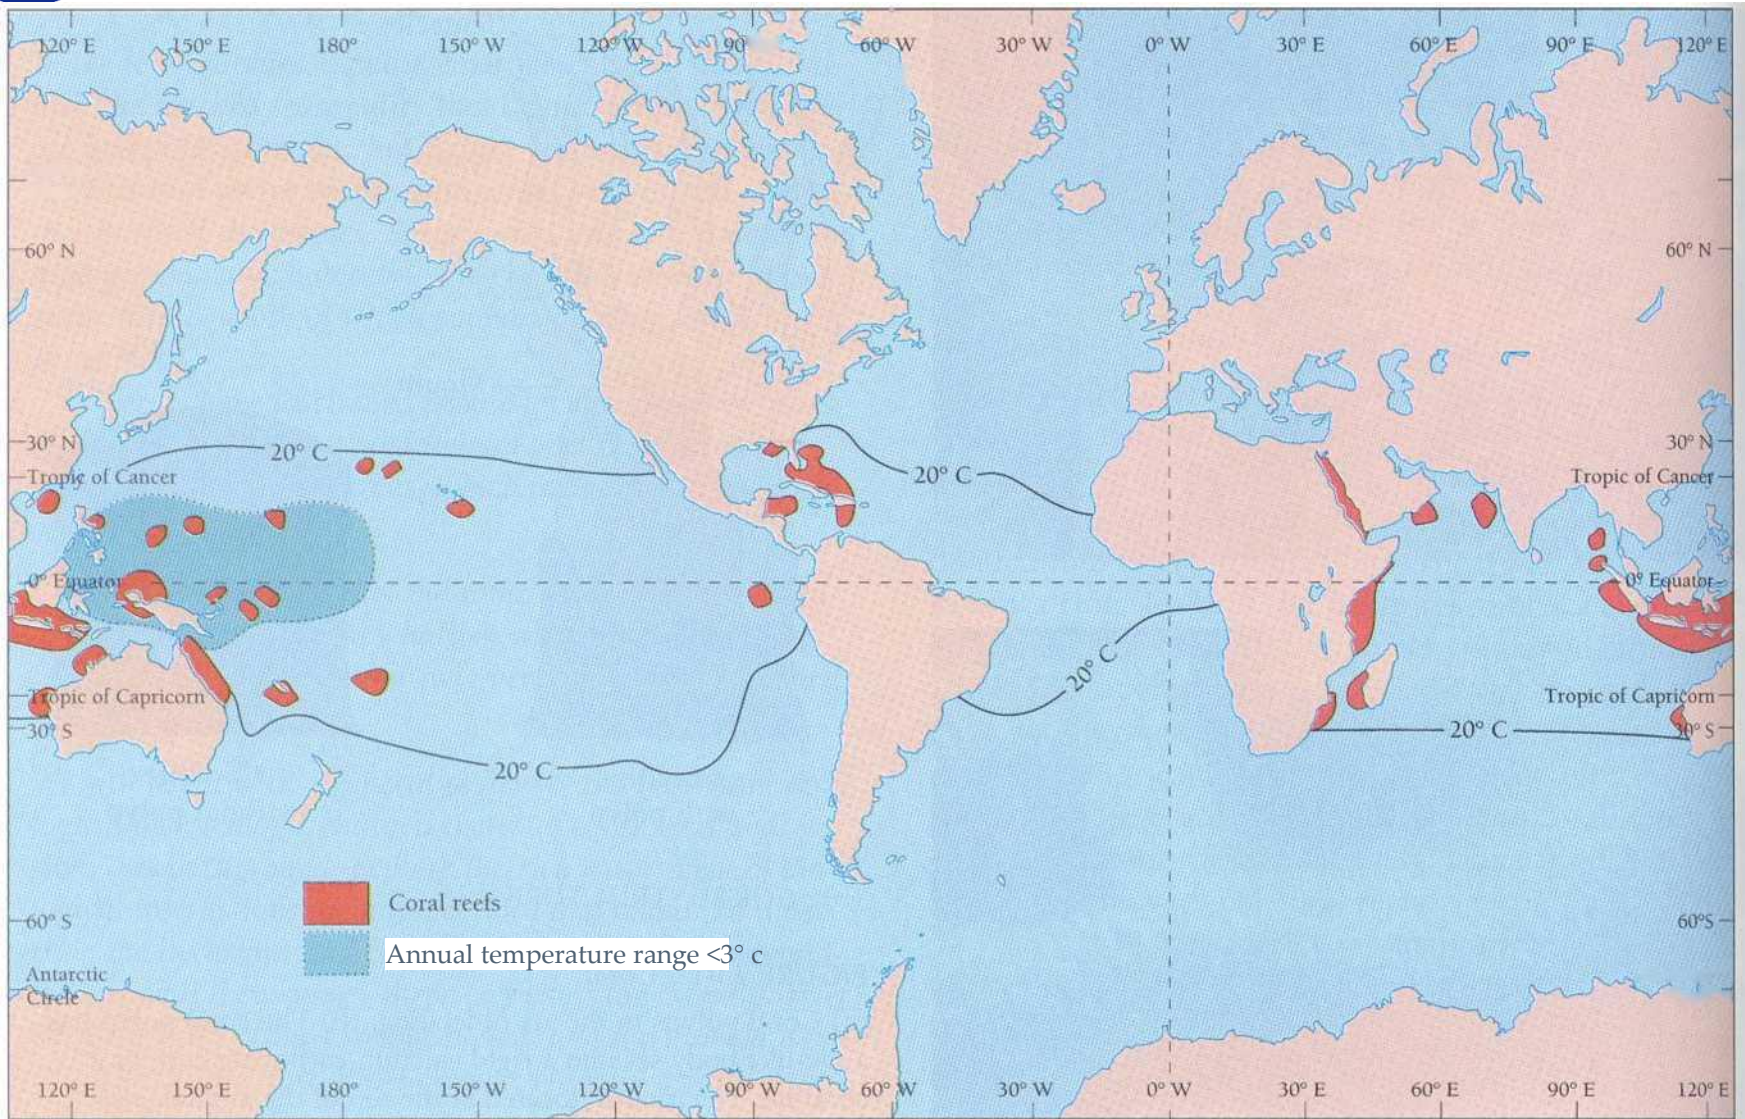 120° E 150° E 180° 150° W 120° W 90° 60° W 30° W 0° W 30° E 60° E 90° E 120° E
60° N 60° N
30° N 30° N
20° C
20° C
Tropic of Cancer Tropic of Cancer
0° Equator 0° Equator
20° C
Tropic of Capricorn Tropic of Capricorn
30° S 20° C 30° S
20° C
Coral reefs
60° S 60°S
Annual temperature range <3° c
Antarctic
Circle
120° E 150° E 180° 150° W 120° W 90° W 60° W 30° W 0° W 30° E 60° E 90° E 120° E